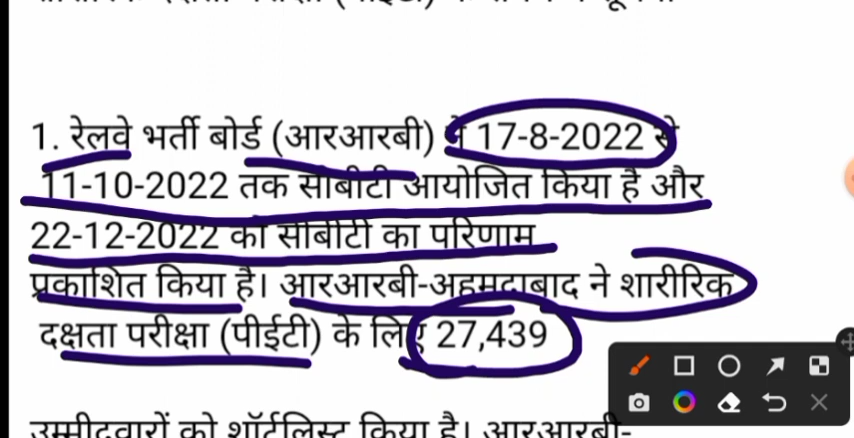 1. रेलवे भर्ती बोर्ड (आरआरबी) ने 17-8-2022 से
11-10-2022 तक सीबीटी आयोजित किया है और
22-12-2022 को सीबीटी का परिणाम
प्रकाशित किया है। आरआरबी-अहमदाबाद ने शारीरिक
दक्षता परीक्षा (पीईटी) के लिए 27,439
उम्मीदवारों को शॉर्टलिस्ट किया है। आरआरबी-